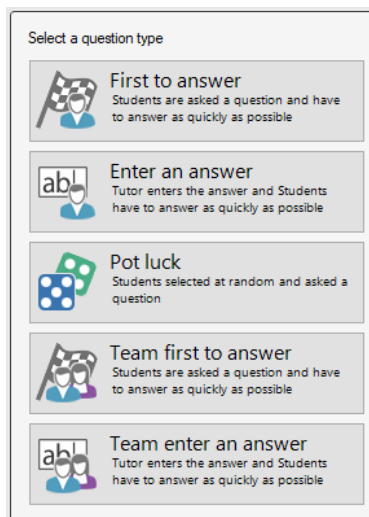 Select a question type
First to answer
Students are asked a question and have
to answer as quickly as possible
ab
Enter an answer
Tutor enters the answer and Students
have to answer as quickly as possible
Pot luck
Students selected at random and asked a
question
Team first to answer
Students are asked a question and have
to answer as quickly as possible
ab
Team enter an answer
Tutor enters the answer and Students
have to answer as quickly as possible